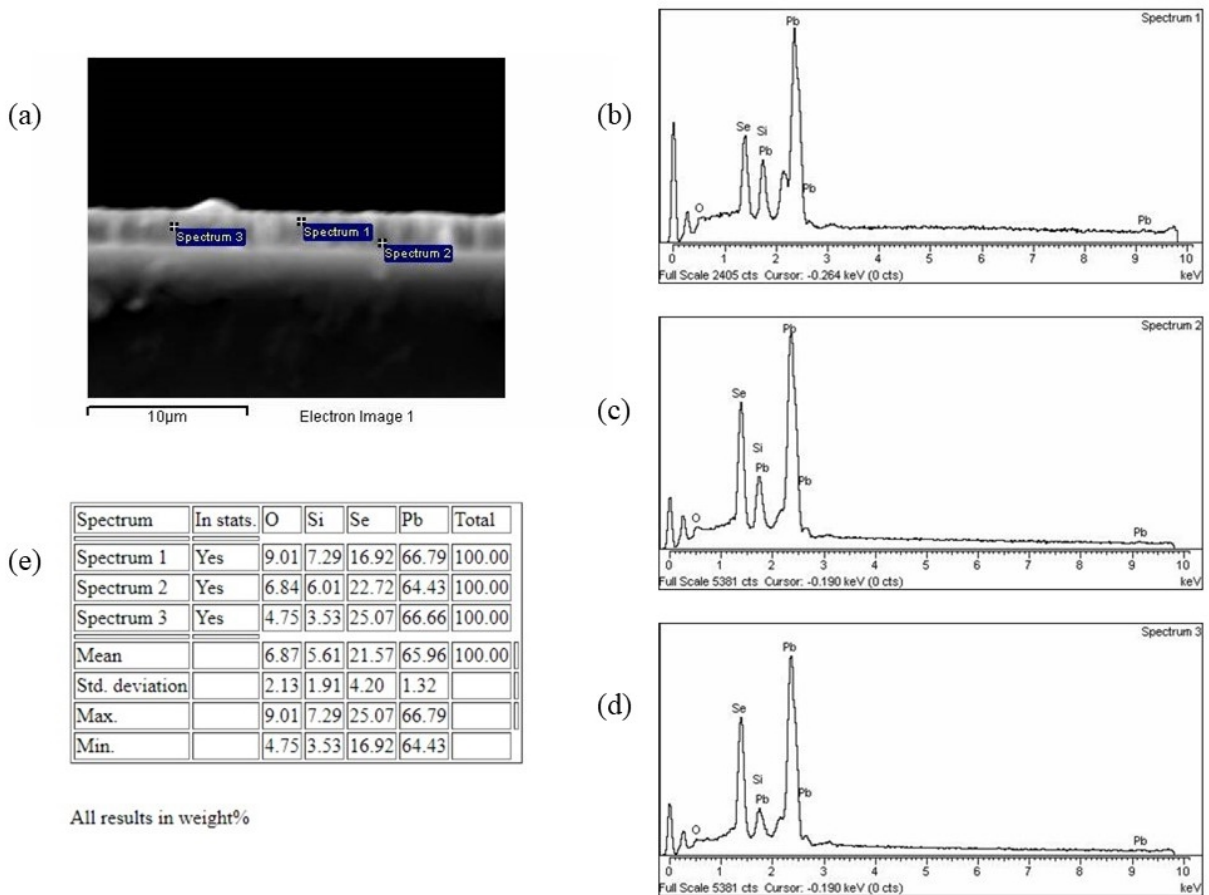 (a)
Spectrum 3
Spectrum 1
Spectrum 2
10µm Electron Image 1
(b)
Spectrum 1
Pb
Se
Si
Pb
Pb
O
Pb
0 1 2 3 4 5 6 7 8 9 10
Full Scale 2405 cts Cursor: -0.264 keV (0 cts) keV
(c)
Spectrum 2
Pb
Se
Si
Pb
Pb
O
Pb
0 1 2 3 4 5 6 7 8 9 10
Full Scale 5381 cts Cursor: -0.190 keV (0 cts) keV
(d)
Spectrum 3
Pb
Se
Si
Pb
Pb
O
Pb
0 1 2 3 4 5 6 7 8 9 10
Full Scale 5381 cts Cursor: -0.190 keV (0 cts) keV
(e)
Spectrum In stats. O Si Se Pb Total
Spectrum 1 Yes 9.01 7.29 16.92 66.79 100.00
Spectrum 2 Yes 6.84 6.01 22.72 64.43 100.00
Spectrum 3 Yes 4.75 3.53 25.07 66.66 100.00
Mean 6.87 5.61 21.57 65.96 100.00
Std. deviation 2.13 1.91 4.20 1.32
Max. 9.01 7.29 25.07 66.79
Min. 4.75 3.53 16.92 64.43
All results in weight%